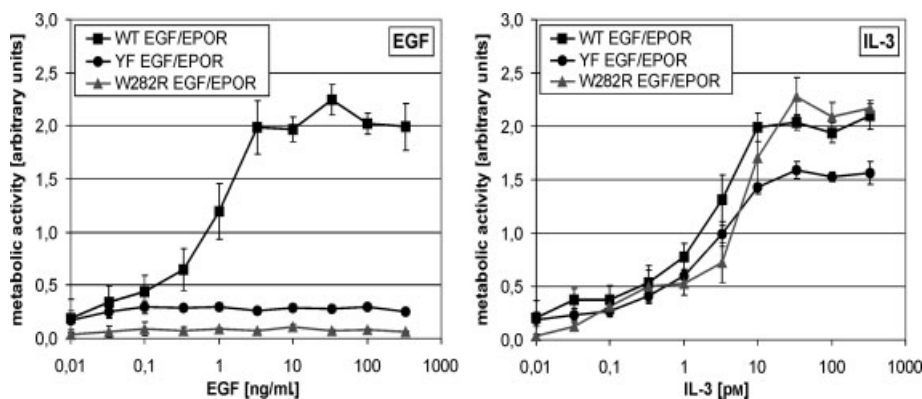 WT EGF/EPOR
YF EGF/EPOR
W282R EGF/EPOR
EGF
metabolic activity [arbitrary units]
3,0
2,5
2,0
1,5
1,0
0,5
0,0
0,01
0,1
1
10
100
1000
EGF [ng/mL]
WT EGF/EPOR
YF EGF/EPOR
W282R EGF/EPOR
IL-3
metabolic activity [arbitrary units]
3,0
2,5
2,0
1,5
1,0
0,5
0,0
0,01
0,1
1
10
100
1000
IL-3 [pM]